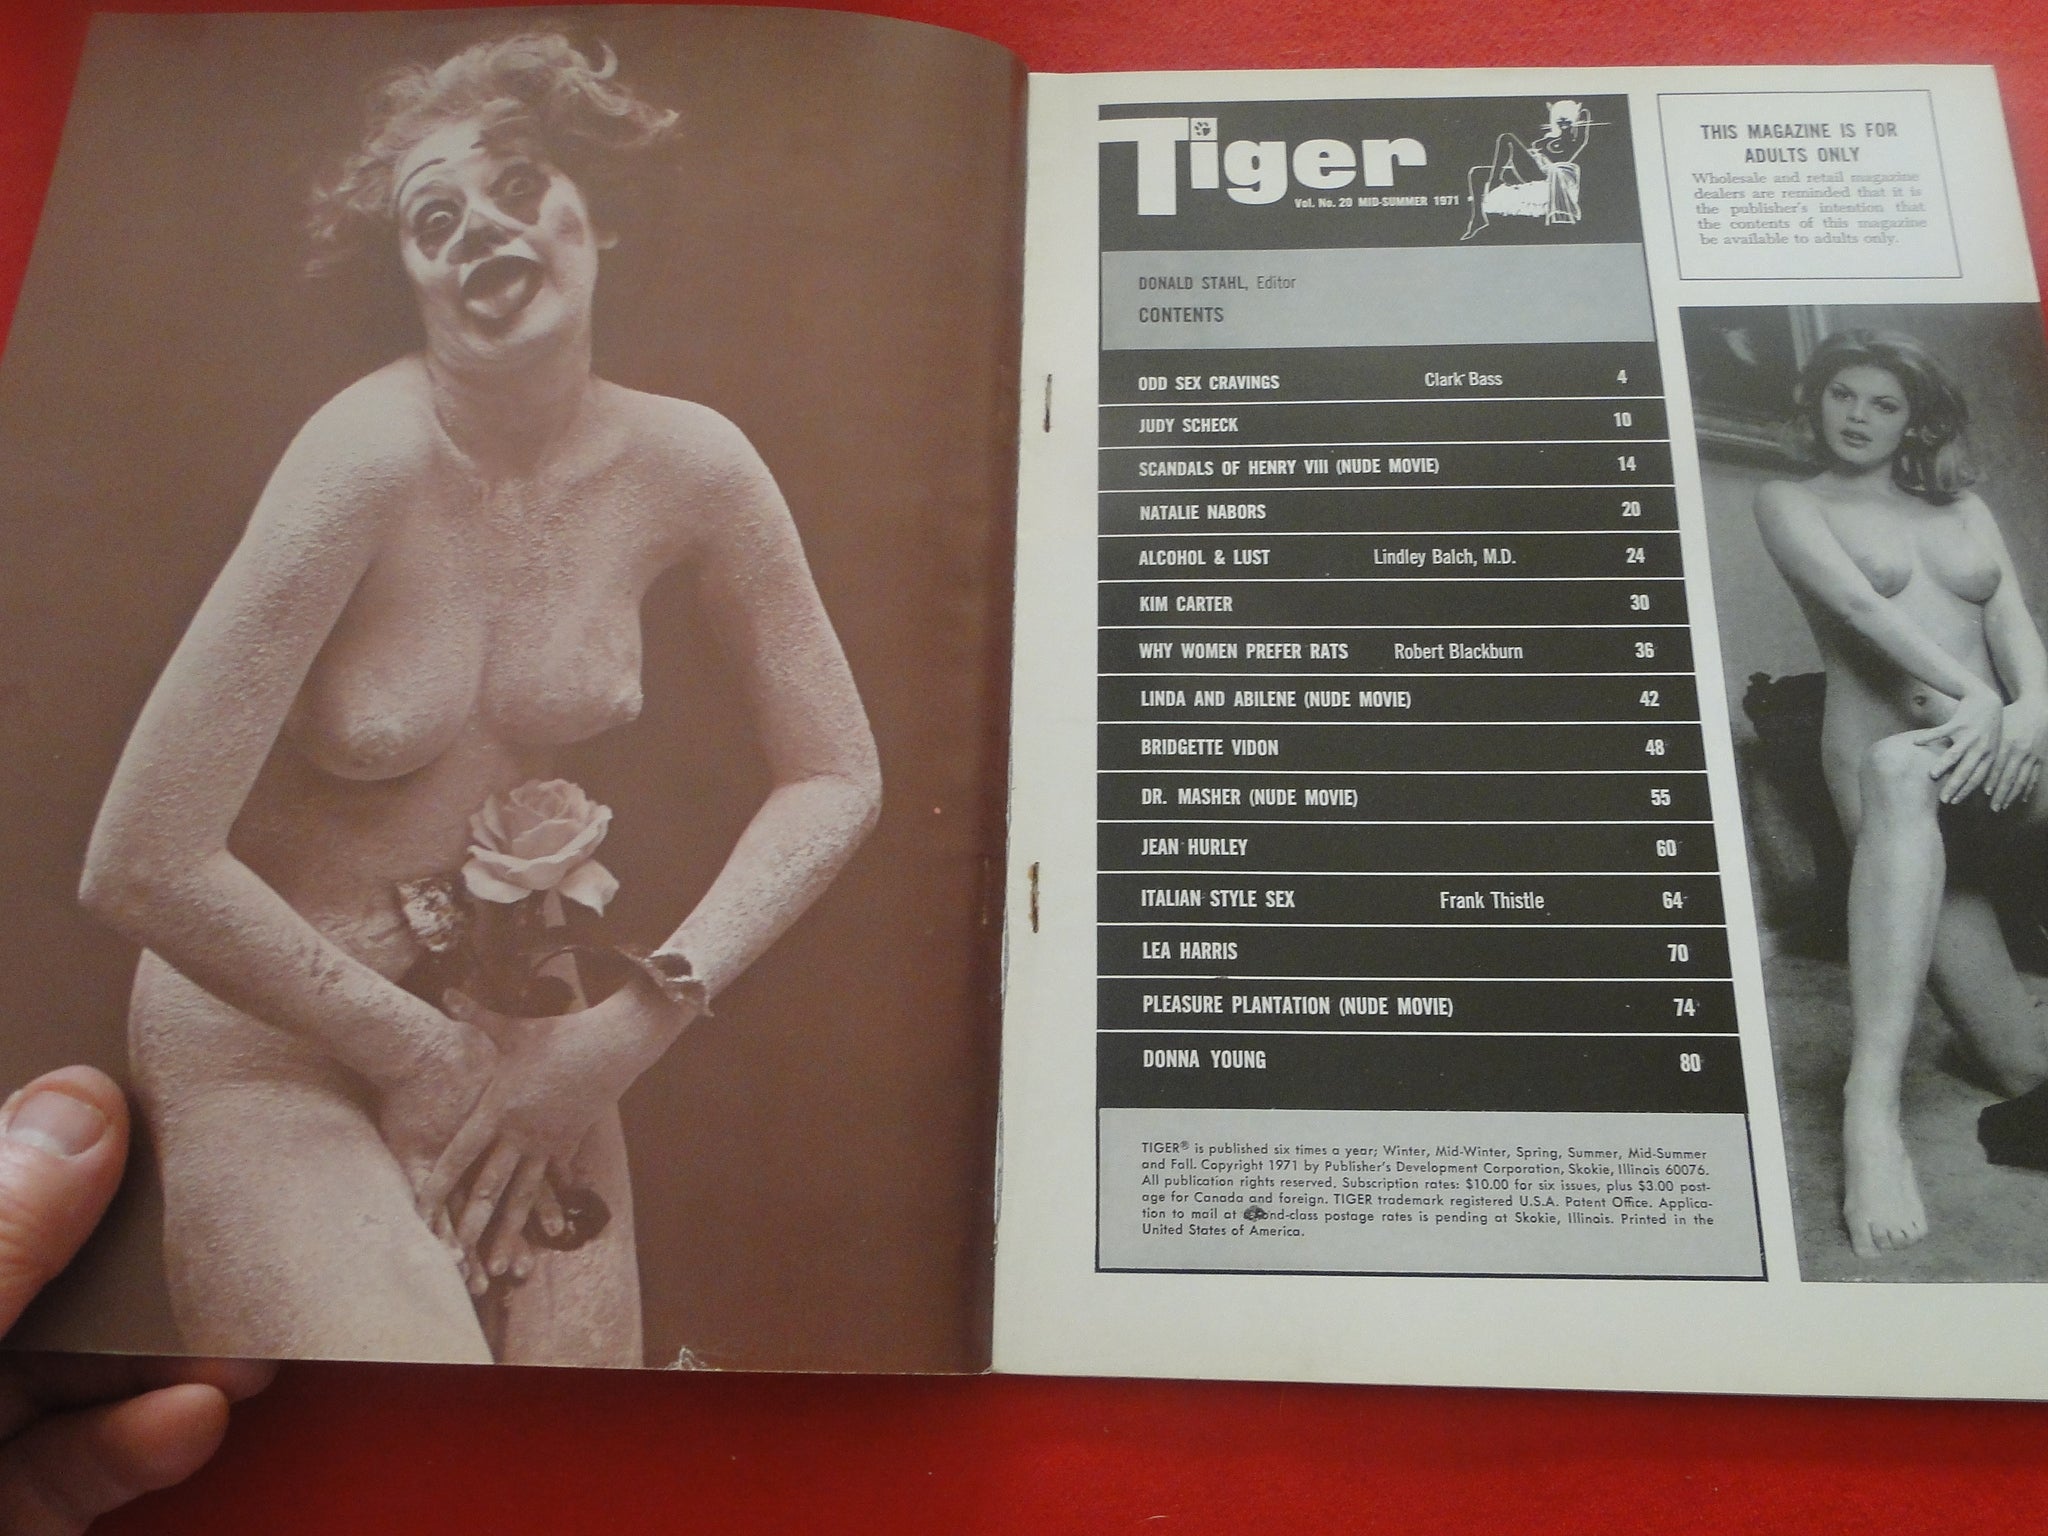 Tiger
Vol. No. 20 MID-SUMMER 1971
DONALD STAHL, Editor
CONTENTS
ODD SEX CRAVINGS Clark Bass 4
JUDY SCHECK 10
SCANDALS OF HENRY VIII (NUDE MOVIE) 14
NATALIE NABORS 20
ALCOHOL & LUST Lindley Balch, M.D. 24
KIM CARTER 30
WHY WOMEN PREFER RATS Robert Blackburn 36
LINDA AND ABILENE (NUDE MOVIE) 42
BRIDGETTE VIDON 48
DR. MASHER (NUDE MOVIE) 55
JEAN HURLEY 60
ITALIAN STYLE SEX Frank Thistle 64
LEA HARRIS 70
PLEASURE PLANTATION (NUDE MOVIE) 74
DONNA YOUNG 80
TIGER® is published six times a year; Winter, Mid-Winter, Spring, Summer, Mid-Summer
and Fall. Copyright 1971 by Publisher's Development Corporation, Skokie, Illinois 60076.
All publication rights reserved. Subscription rates: $10.00 for six issues, plus $3.00 post-
age for Canada and foreign. TIGER trademark registered U.S.A. Patent Office. Applica-
tion to mail at nd-class postage rates is pending at Skokie, Illinois. Printed in the
United States of America.
THIS MAGAZINE IS FOR
ADULTS ONLY
Wholesale and retail magazine
dealers are reminded that it is
the publisher's intention that
the contents of this magazine
be available to adults only.